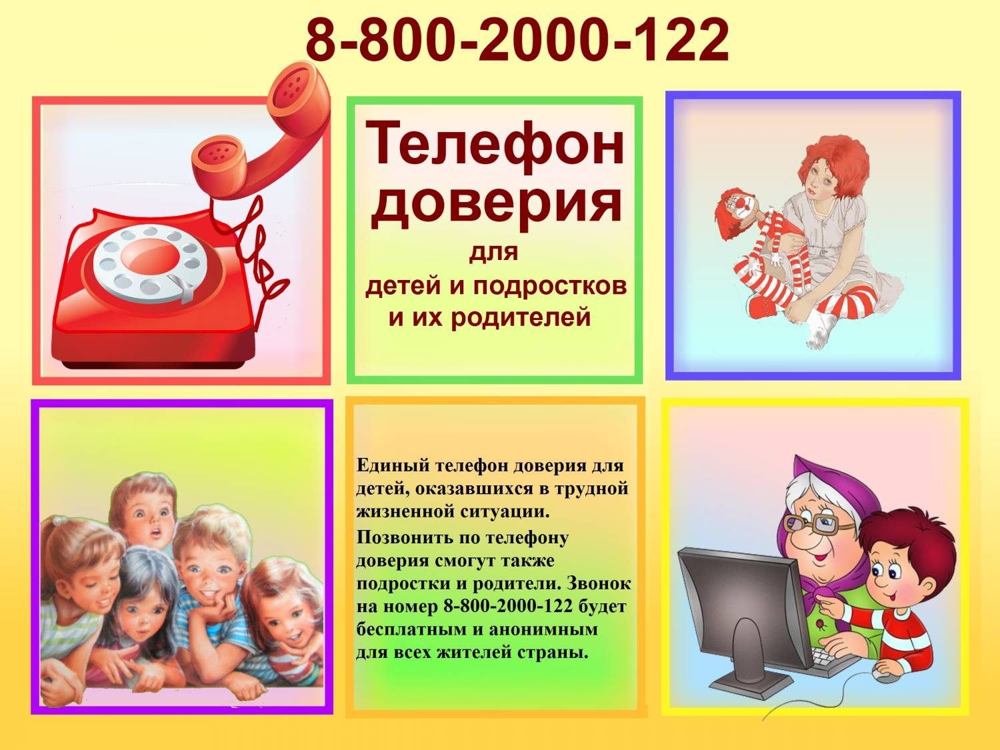 8-800-2000-122
Телефон
доверия
для
детей и подростков
и их родителей
Единый телефон доверия для
детей, оказавшихся в трудной
жизненной ситуации.
Позвонить по телефону
доверия смогут также
подростки и родители. Звонок
на номер 8-800-2000-122 будет
бесплатным и анонимным
для всех жителей страны.